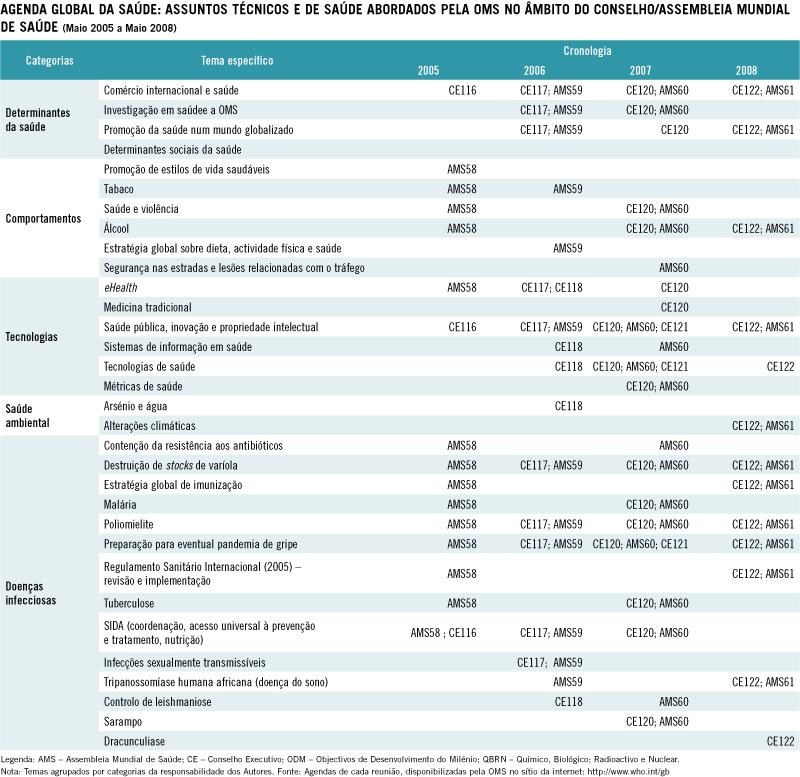 AGENDA GLOBAL DA SAÚDE: ASSUNTOS TÉCNICOS E DE SAÚDE ABORDADOS PELA OMS NO ÂMBITO DO CONSELHO/ASSEMBLEIA MUNDIAL
DE SAÚDE (Maio 2005 a Maio 2008)
Categorias Tema específico Cronologia
2005 2006 2007 2008
Determinantes da saúde
Comércio internacional e saúde CE116 CE117; AMS59 CE120; AMS60 CE122; AMS61
Investigação em saúdee a OMS CE117; AMS59 CE120; AMS60
Promoção da saúde num mundo globalizado CE117; AMS59 CE120 CE122; AMS61
Determinantes sociais da saúde
Comportamentos
Promoção de estilos de vida saudáveis AMS58
Tabaco AMS58 AMS59
Saúde e violência AMS58 CE120; AMS60
Álcool AMS58 CE120; AMS60 CE122; AMS61
Estratégia global sobre dieta, actividade física e saúde AMS59
Segurança nas estradas e lesões relacionadas com o tráfego AMS60
Tecnologias
eHealth AMS58 CE117; CE118 CE120
Medicina tradicional CE120
Saúde pública, inovação e propriedade intelectual CE116 CE117; AMS59 CE120; AMS60; CE121 CE122; AMS61
Sistemas de informação em saúde CE118 AMS60
Tecnologias de saúde CE118 CE120; AMS60; CE121 CE122
Métricas de saúde CE120; AMS60
Saúde ambiental
Arsénio e água CE118
Alterações climáticas CE122; AMS61
Doenças infecciosas
Contenção da resistência aos antibióticos AMS58 AMS60
Destruição de stocks de varíola AMS58 CE117; AMS59 CE120; AMS60 CE122; AMS61
Estratégia global de imunização AMS58 CE122; AMS61
Malária AMS58 CE120; AMS60
Poliomielite AMS58 CE117; AMS59 CE120; AMS60 CE122; AMS61
Preparação para eventual pandemia de gripe AMS58 CE117; AMS59 CE120; AMS60; CE121 CE122; AMS61
Regulamento Sanitário Internacional (2005) –
revisão e implementação AMS58 CE122; AMS61
Tuberculose AMS58 CE120; AMS60
SIDA (coordenação, acesso universal à prevenção
e tratamento, nutrição) AMS58 ; CE116 CE117; AMS59 CE120; AMS60
Infecções sexualmente transmissíveis CE117; AMS59
Tripanossomíase humana africana (doença do sono) AMS59 CE122; AMS61
Controlo de leishmaniose CE118 AMS60
Sarampo CE120; AMS60
Dracunculiase CE122
Legenda: AMS – Assembleia Mundial de Saúde; CE – Conselho Executivo; ODM – Objectivos de Desenvolvimento do Milénio; QBRN – Químico, Biológico; Radioactivo e Nuclear.
Nota: Temas agrupados por categorias da responsabilidade dos Autores. Fonte: Agendas de cada reunião, disponibilizadas pela OMS no sítio da internet: http://www.who.int/gb